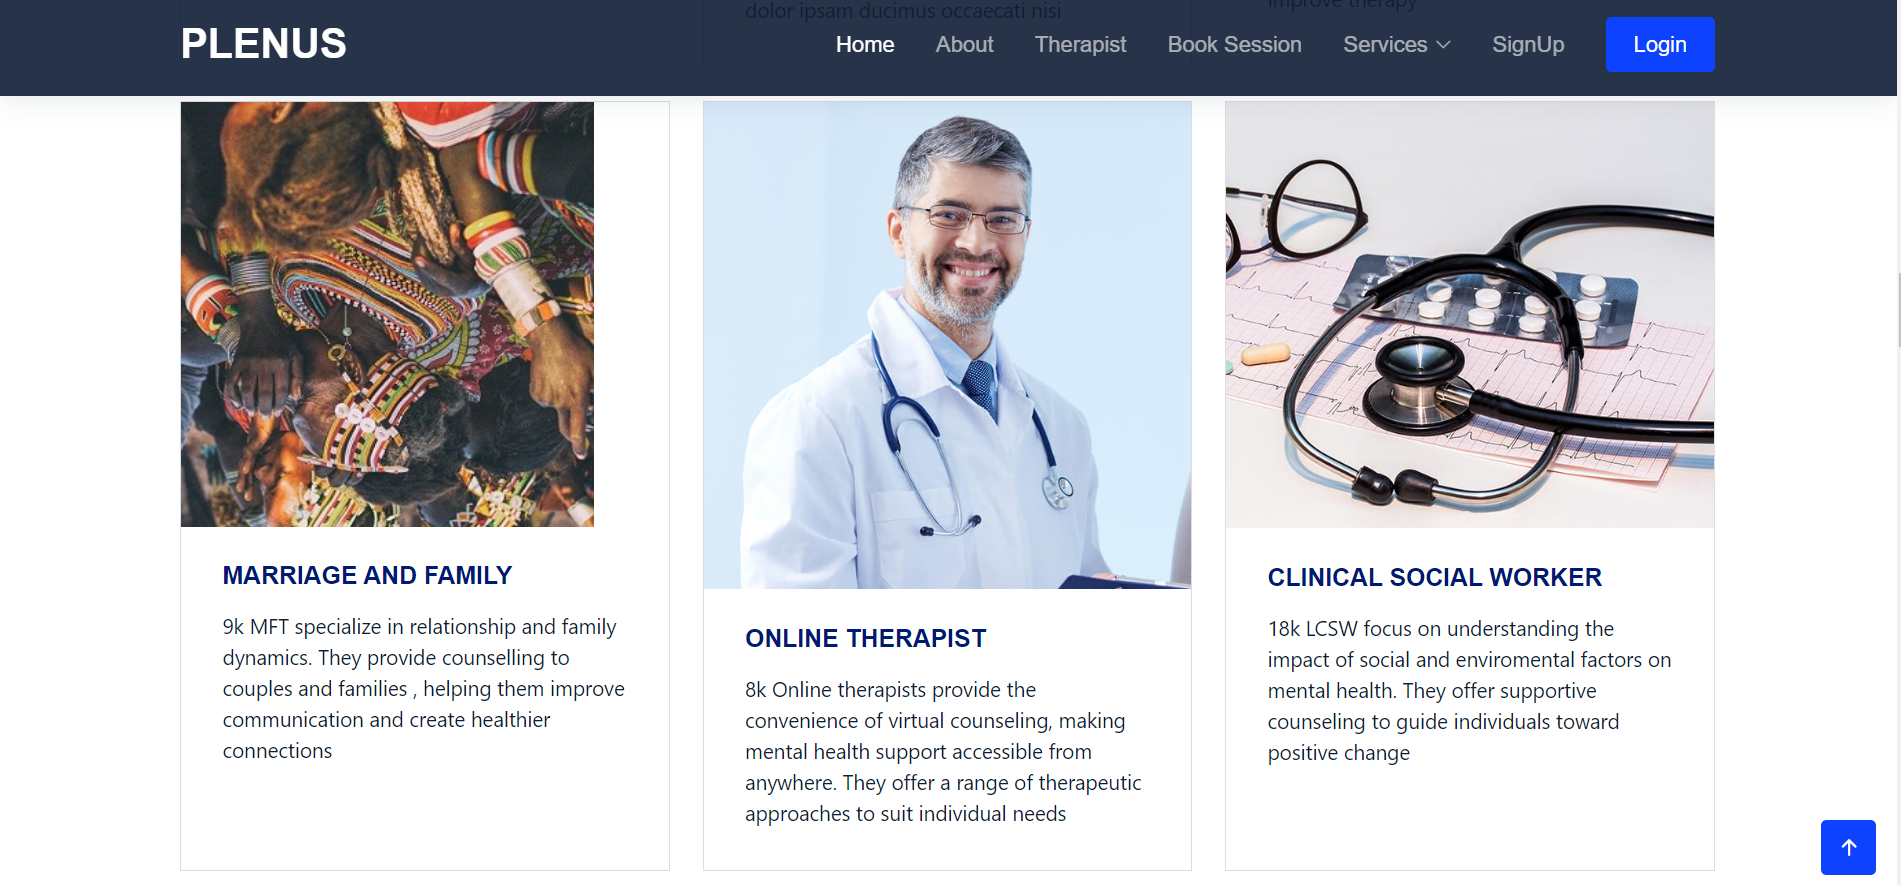 dolor ipsam ducimus occaecati nisi
improve therapy
PLENUS
Home About Therapist Book Session Services SignUp Login
MARRIAGE AND FAMILY
9k MFT specialize in relationship and family
dynamics. They provide counselling to
couples and families , helping them improve
communication and create healthier
connections
ONLINE THERAPIST
8k Online therapists provide the
convenience of virtual counseling, making
mental health support accessible from
anywhere. They offer a range of therapeutic
approaches to suit individual needs
CLINICAL SOCIAL WORKER
18k LCSW focus on understanding the
impact of social and enviromental factors on
mental health. They offer supportive
counseling to guide individuals toward
positive change